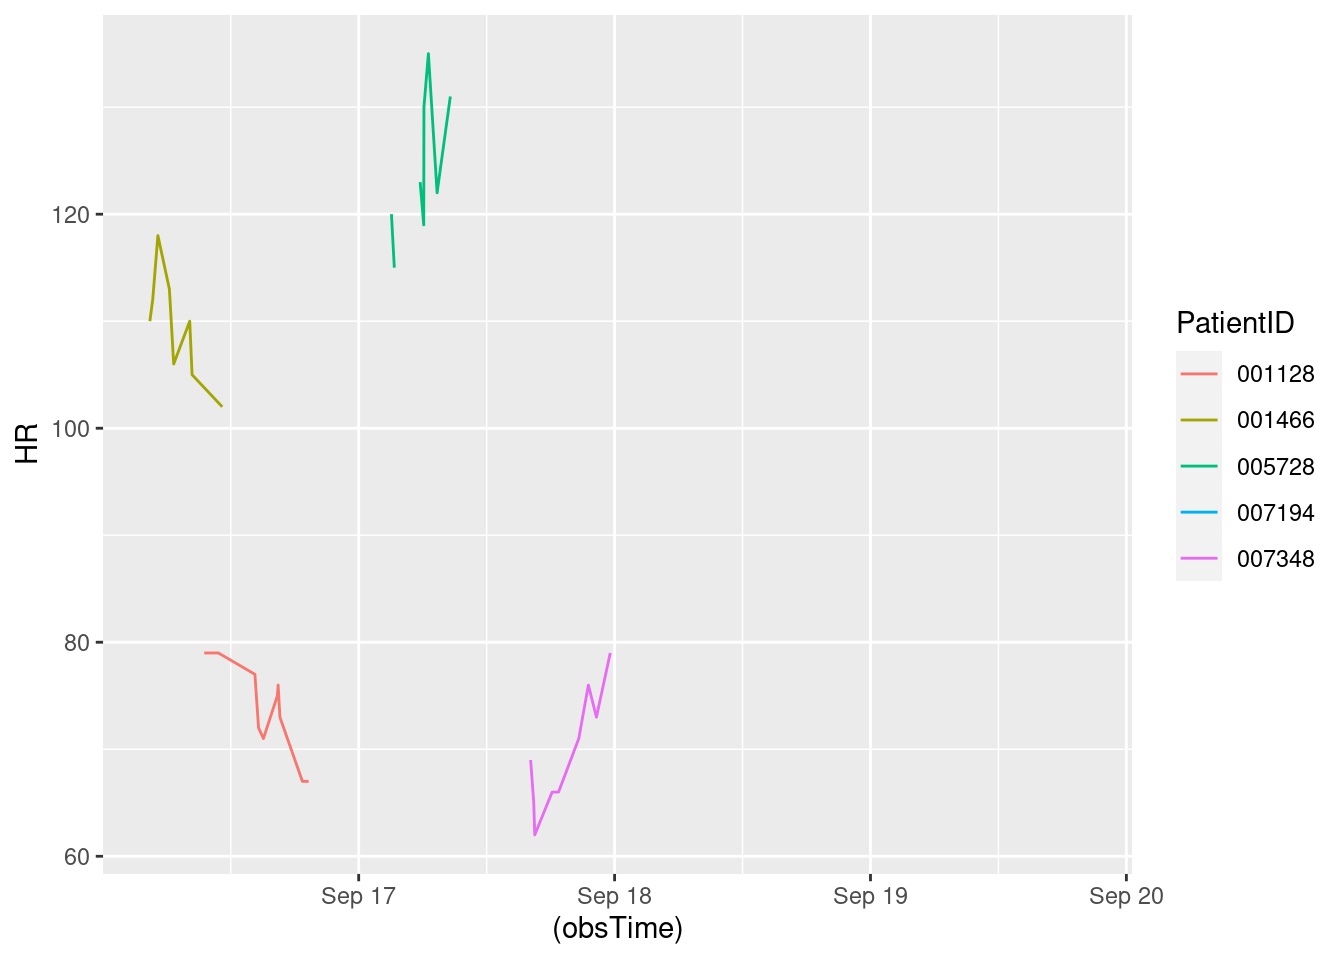 120
100
80
60
HR
Sep 17
Sep 18
Sep 19
Sep 20
(obsTime)
PatientID
001128
001466
005728
007194
007348